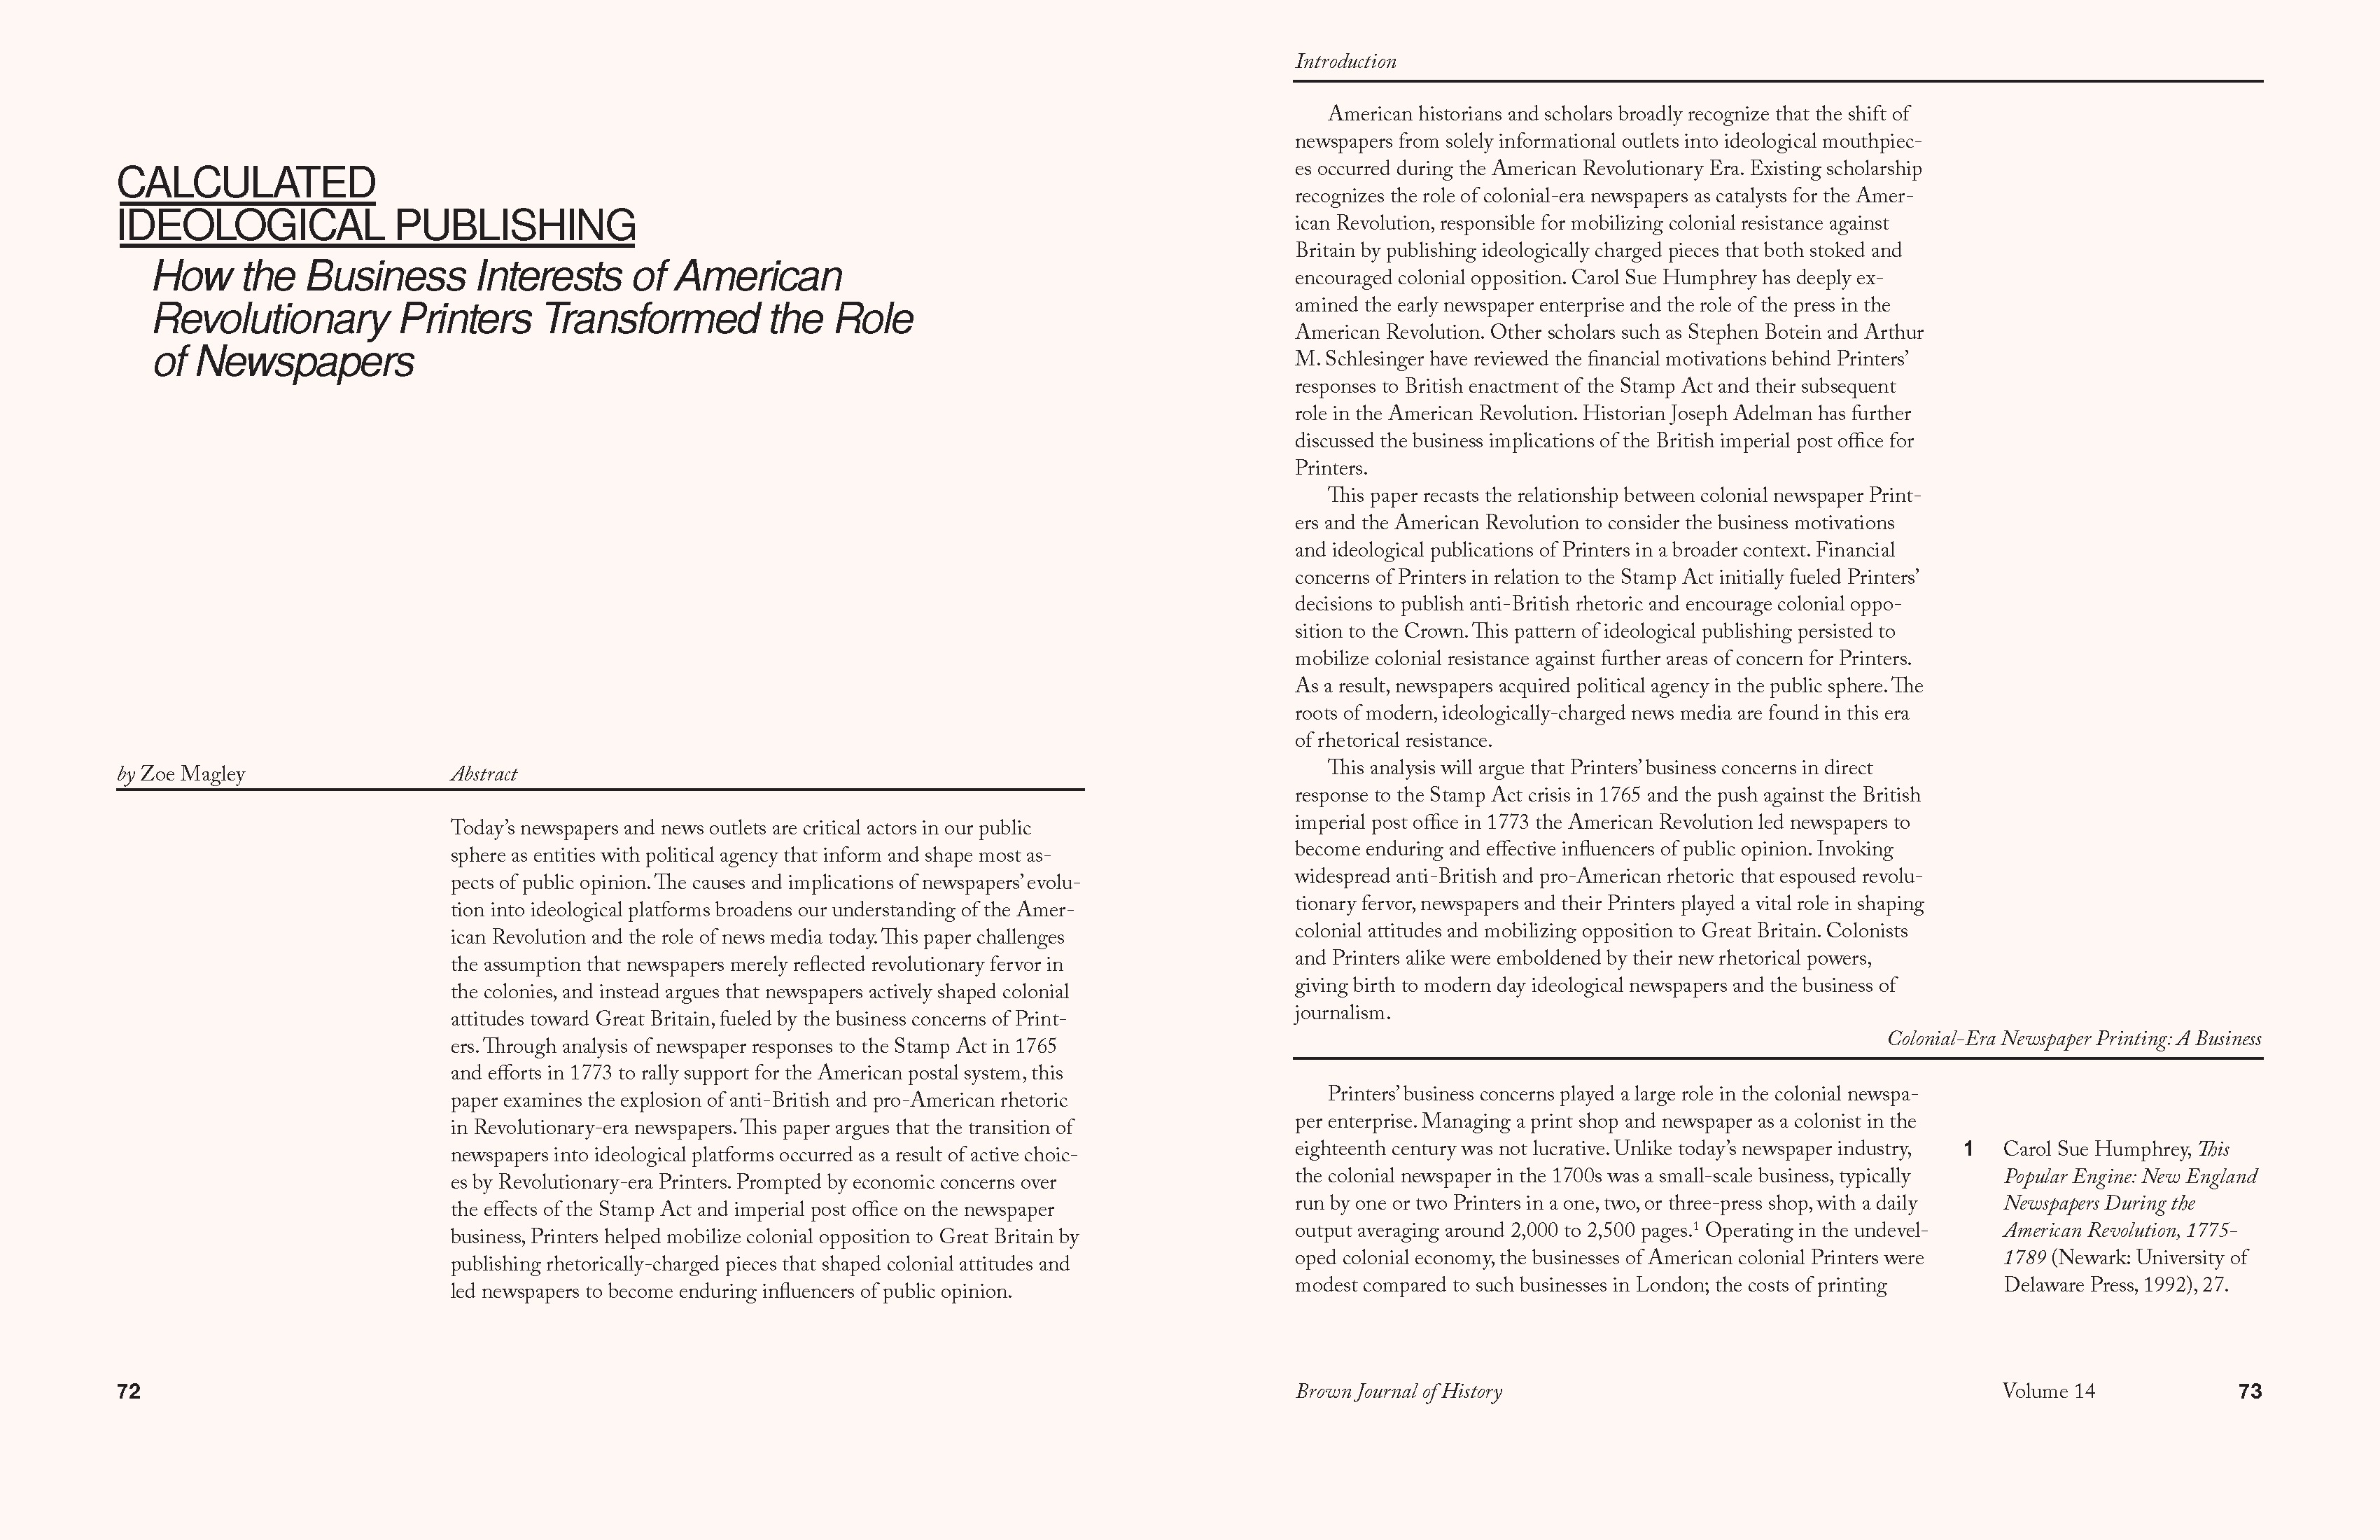 CALCULATED
IDEOLOGICAL PUBLISHING
How the Business Interests of American
Revolutionary Printers Transformed the Role
of Newspapers
by Zoe Magley
Abstract
Today’s newspapers and news outlets are critical actors in our public
sphere as entities with political agency that inform and shape most as-
pects of public opinion. The causes and implications of newspapers’ evolu-
tion into ideological platforms broadens our understanding of the Amer-
ican Revolution and the role of news media today. This paper challenges
the assumption that newspapers merely reflected revolutionary fervor in
the colonies, and instead argues that newspapers actively shaped colonial
attitudes toward Great Britain, fueled by the business concerns of Print-
ers. Through analysis of newspaper responses to the Stamp Act in 1765
and efforts in 1773 to rally support for the American postal system, this
paper examines the explosion of anti-British and pro-American rhetoric
in Revolutionary-era newspapers. This paper argues that the transition of
newspapers into ideological platforms occurred as a result of active choic-
es by Revolutionary-era Printers. Prompted by economic concerns over
the effects of the Stamp Act and imperial post office on the newspaper
business, Printers helped mobilize colonial opposition to Great Britain by
publishing rhetorically-charged pieces that shaped colonial attitudes and
led newspapers to become enduring influencers of public opinion.
72
Introduction
American historians and scholars broadly recognize that the shift of
newspapers from solely informational outlets into ideological mouthpiec-
es occurred during the American Revolutionary Era. Existing scholarship
recognizes the role of colonial-era newspapers as catalysts for the Amer-
ican Revolution, responsible for mobilizing colonial resistance against
Britain by publishing ideologically charged pieces that both stoked and
encouraged colonial opposition. Carol Sue Humphrey has deeply ex-
amined the early newspaper enterprise and the role of the press in the
American Revolution. Other scholars such as Stephen Botein and Arthur
M. Schlesinger have reviewed the financial motivations behind Printers’
responses to British enactment of the Stamp Act and their subsequent
role in the American Revolution. Historian Joseph Adelman has further
discussed the business implications of the British imperial post office for
Printers.
This paper recasts the relationship between colonial newspaper Print-
ers and the American Revolution to consider the business motivations
and ideological publications of Printers in a broader context. Financial
concerns of Printers in relation to the Stamp Act initially fueled Printers’
decisions to publish anti-British rhetoric and encourage colonial oppo-
sition to the Crown. This pattern of ideological publishing persisted to
mobilize colonial resistance against further areas of concern for Printers.
As a result, newspapers acquired political agency in the public sphere. The
roots of modern, ideologically-charged news media are found in this era
of rhetorical resistance.
This analysis will argue that Printers’ business concerns in direct
response to the Stamp Act crisis in 1765 and the push against the British
imperial post office in 1773 the American Revolution led newspapers to
become enduring and effective influencers of public opinion. Invoking
widespread anti-British and pro-American rhetoric that espoused revolu-
tionary fervor, newspapers and their Printers played a vital role in shaping
colonial attitudes and mobilizing opposition to Great Britain. Colonists
and Printers alike were emboldened by their new rhetorical powers,
giving birth to modern day ideological newspapers and the business of
journalism.
Colonial-Era Newspaper Printing: A Business
Printers’ business concerns played a large role in the colonial newspa-
per enterprise. Managing a print shop and newspaper as a colonist in the
eighteenth century was not lucrative. Unlike today’s newspaper industry,
the colonial newspaper in the 1700s was a small-scale business, typically
run by one or two Printers in a one, two, or three-press shop, with a daily
output averaging around 2,000 to 2,500 pages.¹ Operating in the undevel-
oped colonial economy, the businesses of American colonial Printers were
modest compared to such businesses in London; the costs of printing
1 Carol Sue Humphrey, This
Popular Engine: New England
Newspapers During the
American Revolution, 1775-
1789 (Newark: University of
Delaware Press, 1992), 27.
Brown Journal of History
Volume 14
73